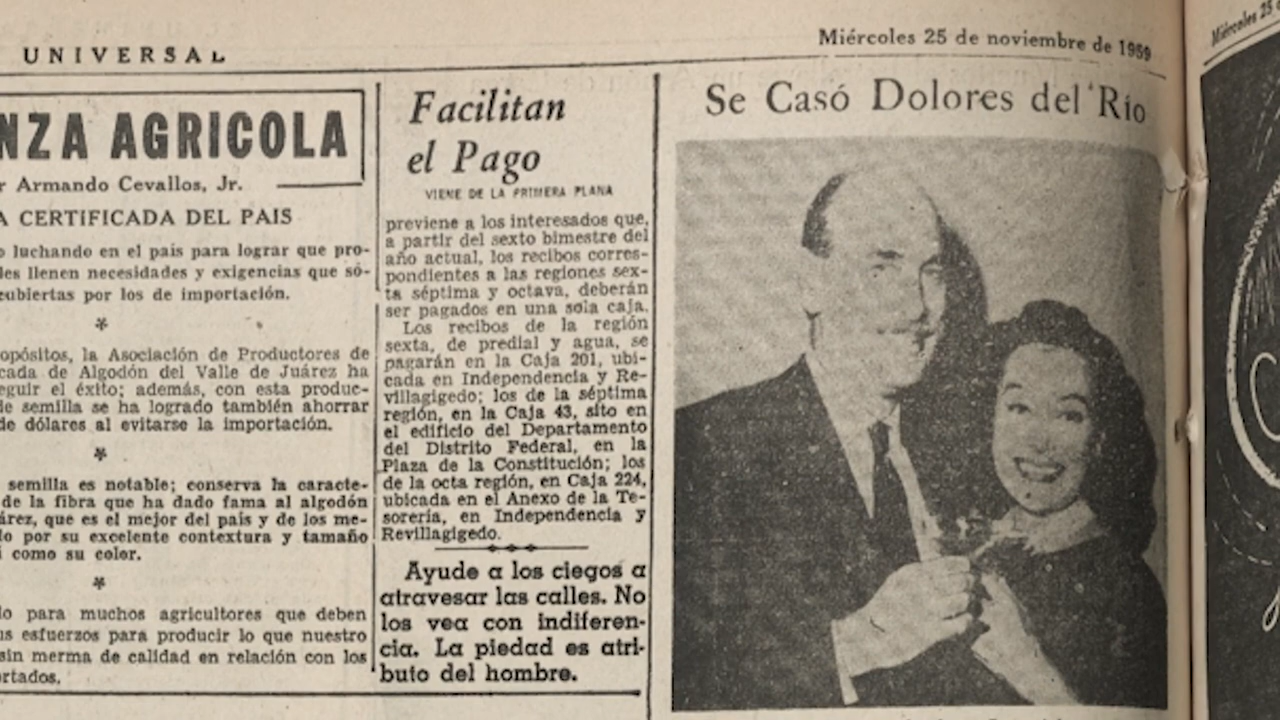 UNIVERSAL
Miércoles 25 de noviembre de 1959
NZA AGRICOLA
r Armando Cevallos, Jr.
A CERTIFICADA DEL PAIS
o luchando en el país para lograr que pro-
les llenen necesidades y exigencias que só-
cubiertas por los de importación.
opósitos, la Asociación de Productores de
cada de Algodón del Valle de Juárez ha
eguir el éxito; además, con esta produc-
de semilla se ha logrado también ahorrar
de dólares al evitarse la importación.
semilla es notable; conserva la caracte-
de la fibra que ha dado fama al algodón
árez, que es el mejor del país y de los me-
lo por su excelente contextura y tamaño
í como su color.
lo para muchos agricultores que deben
us esfuerzos para producir lo que nuestro
sin merma de calidad en relación con los
ortados.
Facilitan
el Pago
VIENE DE LA PRIMERA PLANA
previene a los interesados que,
a partir del sexto bimestre del
año actual, los recibos corres-
pondientes a las regiones sex-
ta séptima y octava, deberán
ser pagados en una sola caja.
Los recibos de la región
sexta, de predial y agua, se
pagarán en la Caja 201, ubi-
cada en Independencia y Re-
villagigedo; los de la séptima
región, en la Caja 43, sito en
el edificio del Departamento
del Distrito Federal, en la
Plaza de la Constitución; los
de la octa región, en Caja 224,
ubicada en el Anexo de la Te-
sorería, en Independencia y
Revillagigedo.
Ayude a los ciegos a
atravesar las calles. No
los vea con indiferen-
cia. La piedad es atri-
buto del hombre.
Se Casó Dolores del Río
Miércoles 25 d